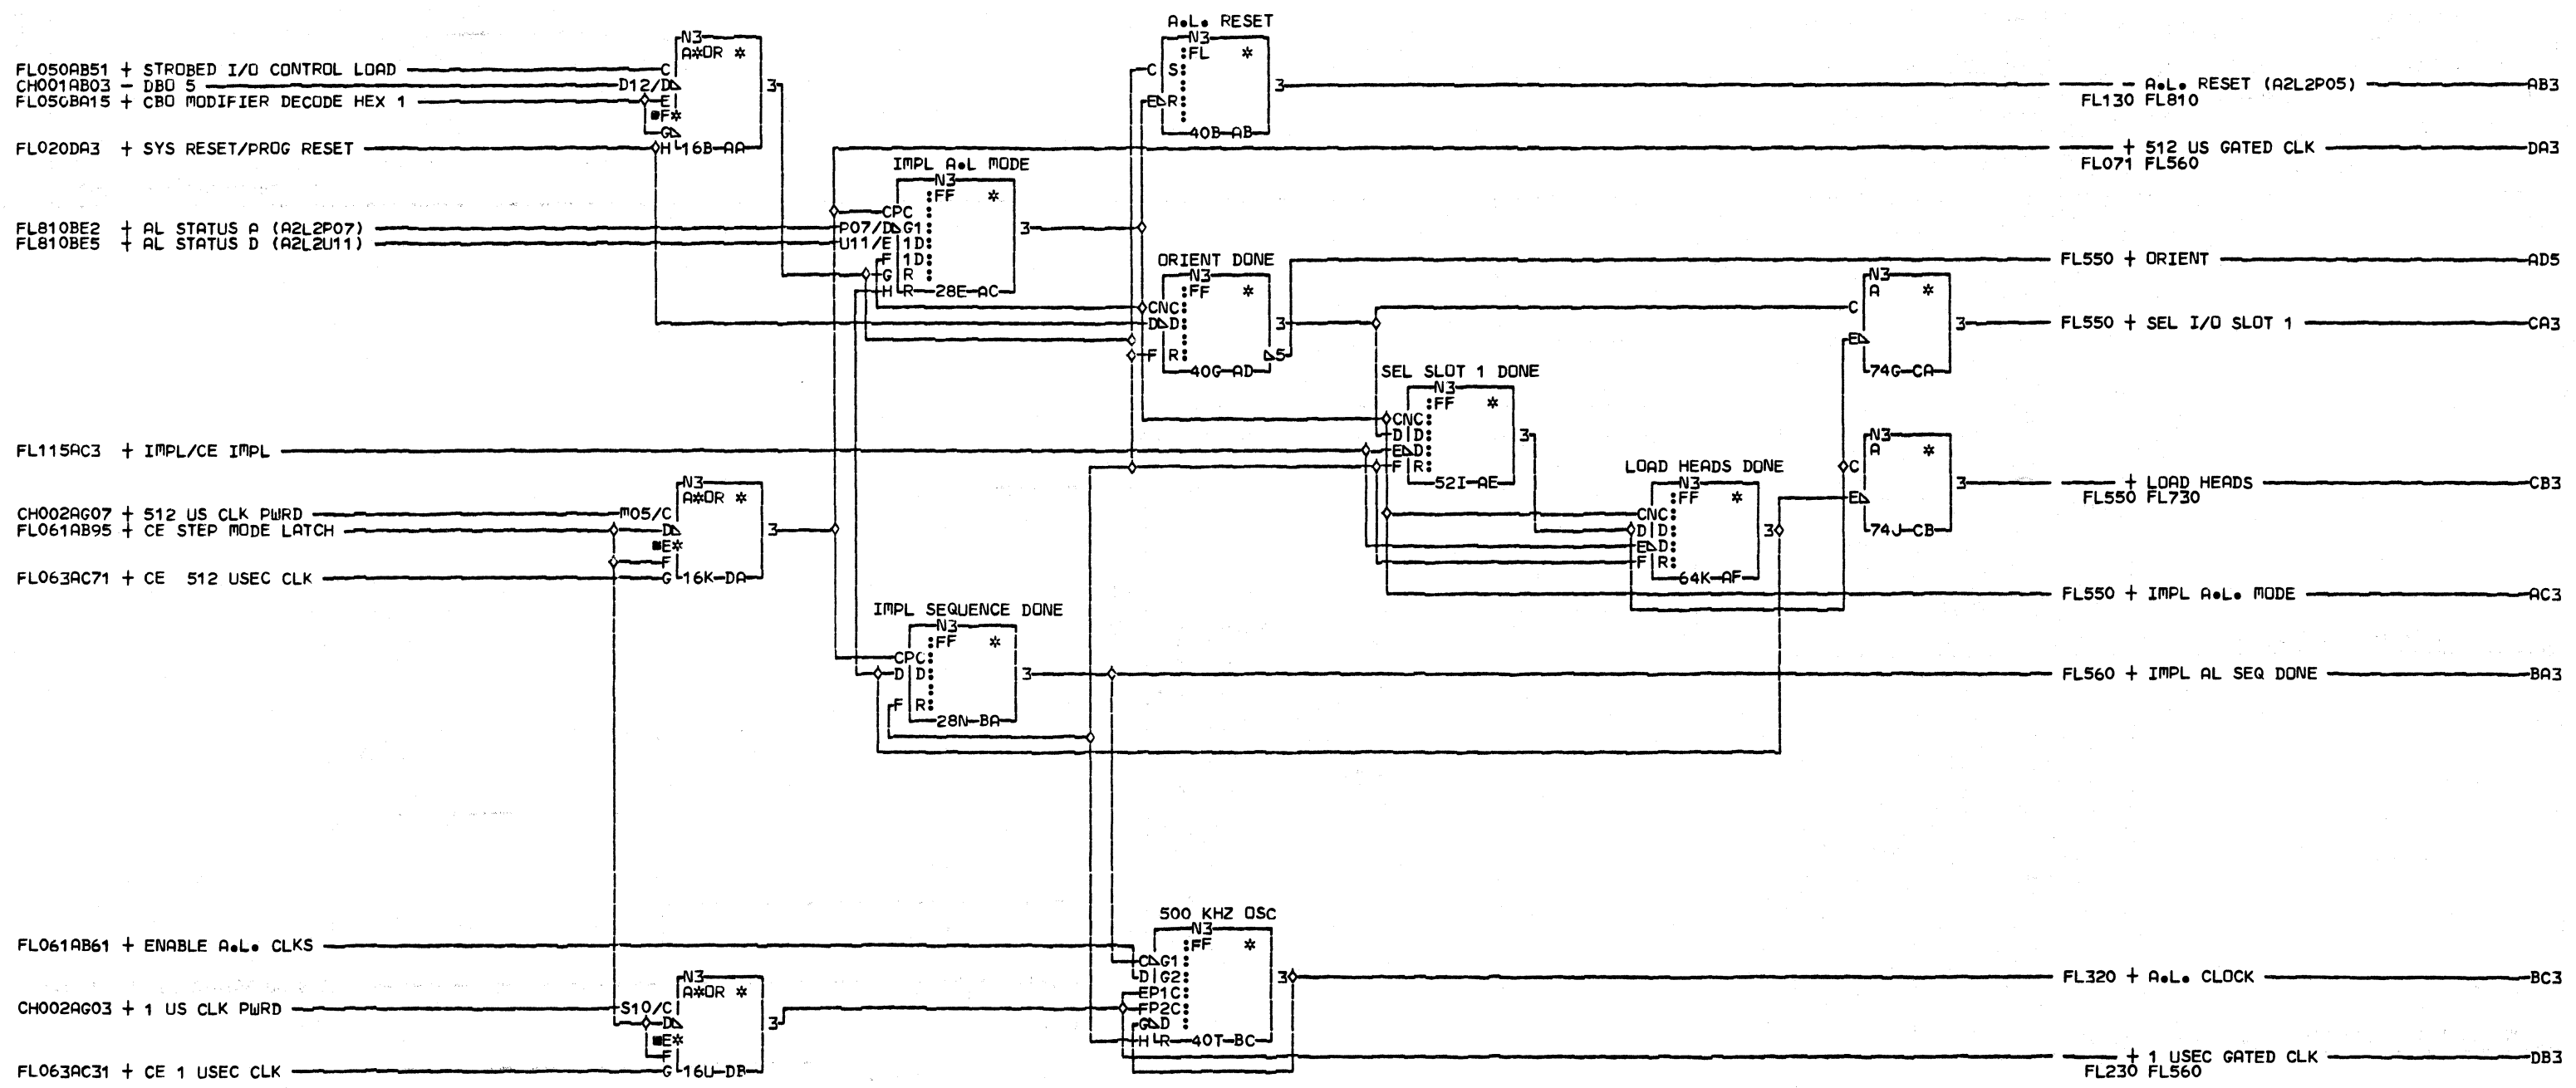 A.L. RESET
N3
FL *
C S
E R
3
40B-AB
N3
A*OR *
C
D12/D
E
F*
G
H 16B-AA
3
FL050AB51 + STROBED I/O CONTROL LOAD
CH001AB03 - DBO 5
FL050BA15 + CBO MODIFIER DECODE HEX 1
FL020DA3 + SYS RESET/PROG RESET
- A.L. RESET (A2L2P05) AB3
FL130 FL810
+ 512 US GATED CLK DA3
FL071 FL560
IMPL A.L MODE
N3
FF *
CPC
P07/D G1
U11/E 1D
F 1D
G R
H R 28E-AC
3
FL810BE2 + AL STATUS A (A2L2P07)
FL810BE5 + AL STATUS D (A2L2U11)
ORIENT DONE
N3
FF *
CNC
D D
F R
3
5
40G-AD
FL550 + ORIENT AD5
N3
A *
C
E
3
74G-CA
FL550 + SEL I/O SLOT 1 CA3
SEL SLOT 1 DONE
N3
FF *
CNC
D D
E D
F R
3
52I-AE
FL115AC3 + IMPL/CE IMPL
N3
A *
C
E
3
74J-CB
+ LOAD HEADS CB3
FL550 FL730
LOAD HEADS DONE
N3
FF *
CNC
D D
E D
F R
3
64K-AF
N3
A*OR *
M05/C
D
E*
F
G 16K-DA
3
CH002AG07 + 512 US CLK PWRD
FL061AB95 + CE STEP MODE LATCH
FL063AC71 + CE 512 USEC CLK
FL550 + IMPL A.L. MODE AC3
IMPL SEQUENCE DONE
N3
FF *
CPC
D D
F R
3
28N-BA
FL560 + IMPL AL SEQ DONE BA3
500 KHZ OSC
N3
FF *
C G1
D G2
EP1C
FP2C
G D
H R 40T-BC
3
FL061AB61 + ENABLE A.L. CLKS
FL320 + A.L. CLOCK BC3
N3
A*OR *
S10/C
D
E*
F
G 16U-DB
3
CH002AG03 + 1 US CLK PWRD
FL063AC31 + CE 1 USEC CLK
+ 1 USEC GATED CLK DB3
FL230 FL560